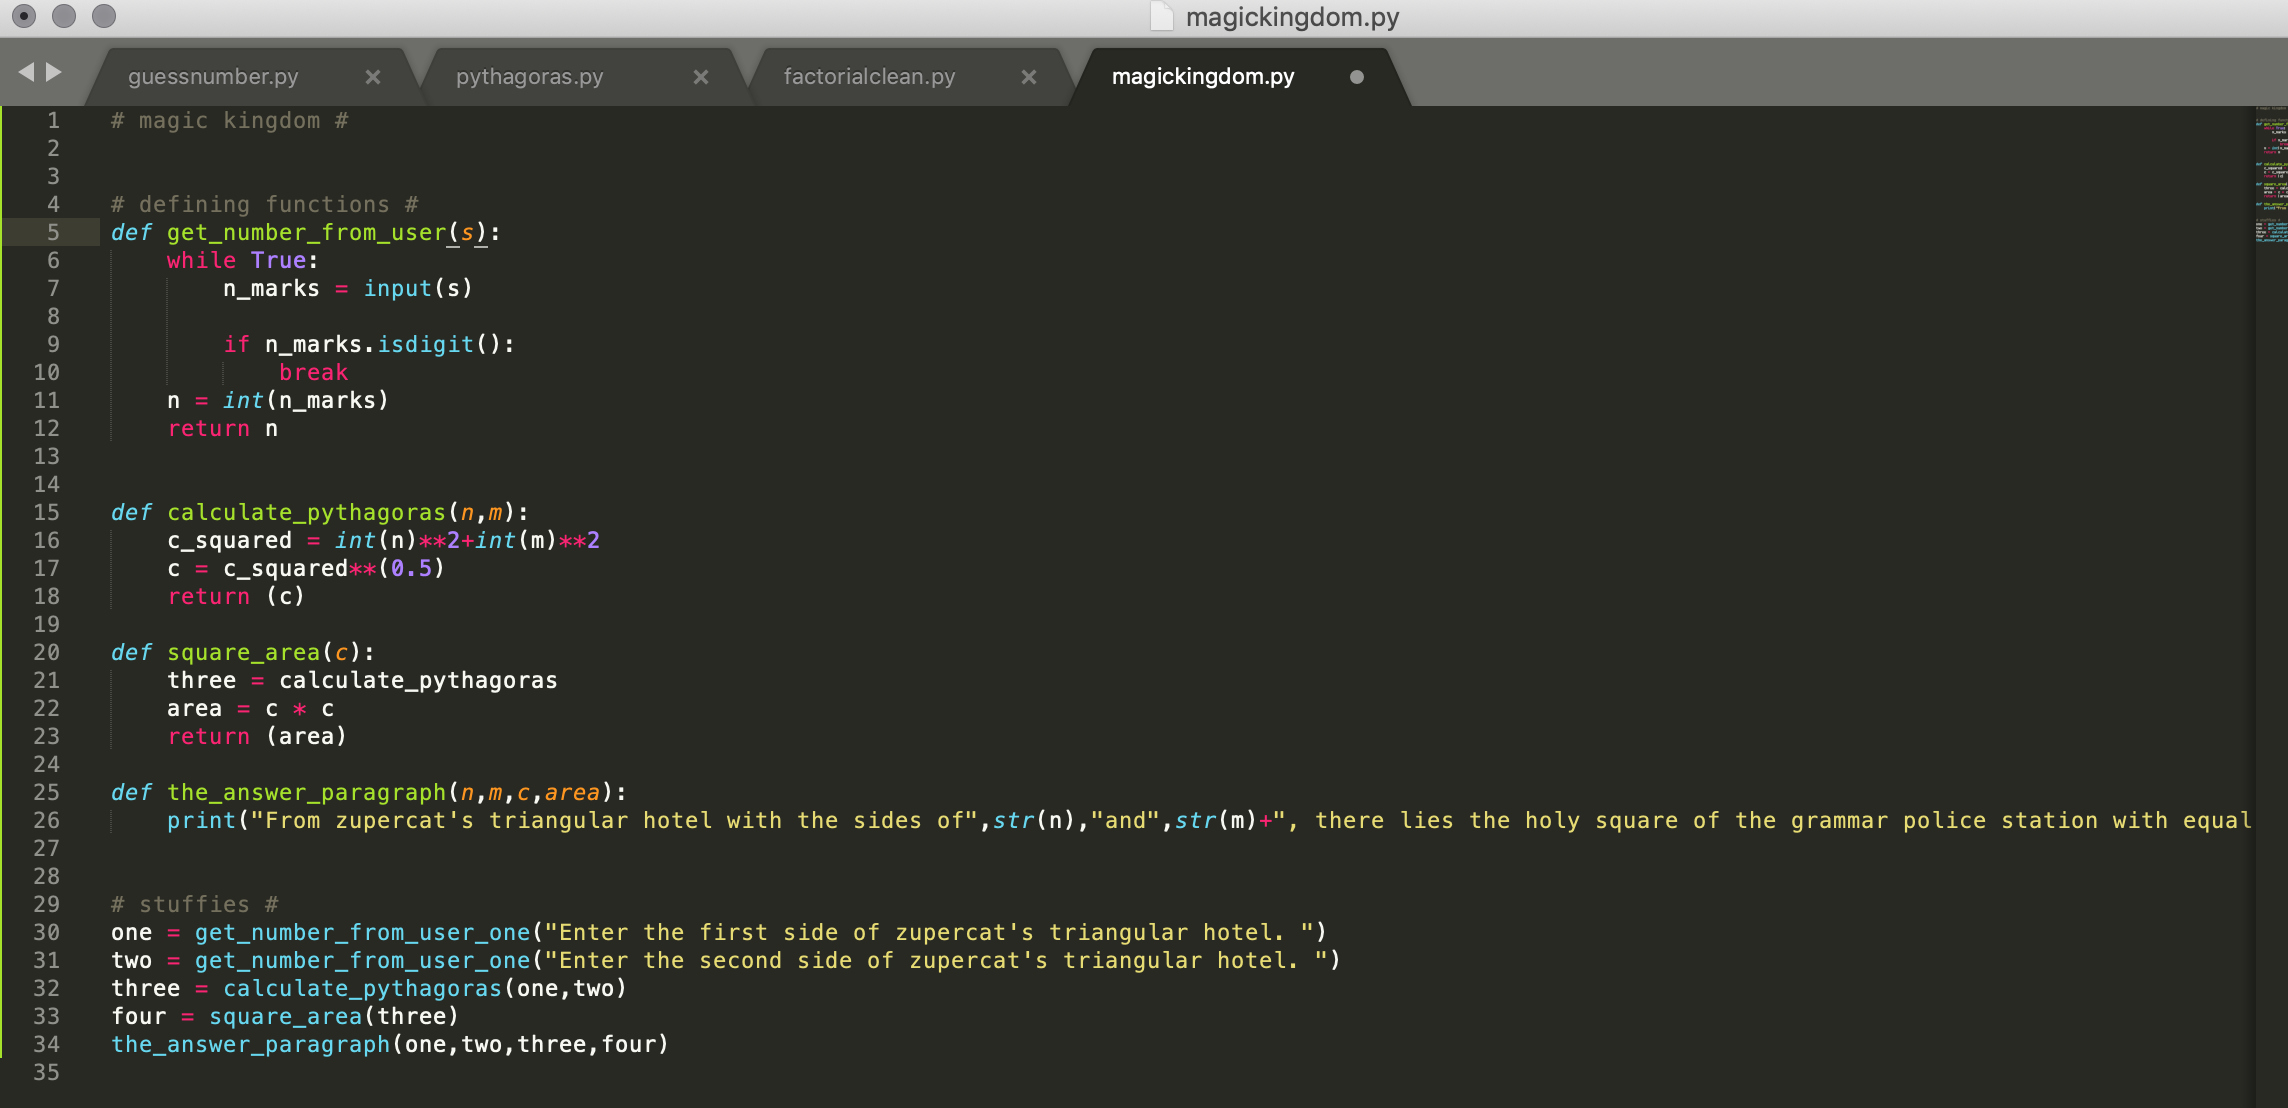 magickingdom.py
guessnumber.py × pythagoras.py × factorialclean.py × magickingdom.py
1 # magic kingdom #
2
3
4 # defining functions #
5 def get_number_from_user(s):
6     while True:
7         n_marks = input(s)
8
9         if n_marks.isdigit():
10             break
11     n = int(n_marks)
12     return n
13
14
15 def calculate_pythagoras(n,m):
16     c_squared = int(n)**2+int(m)**2
17     c = c_squared**(0.5)
18     return (c)
19
20 def square_area(c):
21     three = calculate_pythagoras
22     area = c * c
23     return (area)
24
25 def the_answer_paragraph(n,m,c,area):
26     print("From zupercat's triangular hotel with the sides of",str(n),"and",str(m)+", there lies the holy square of the grammar police station with equal
27
28
29 # stuffies #
30 one = get_number_from_user_one("Enter the first side of zupercat's triangular hotel. ")
31 two = get_number_from_user_one("Enter the second side of zupercat's triangular hotel. ")
32 three = calculate_pythagoras(one,two)
33 four = square_area(three)
34 the_answer_paragraph(one,two,three,four)
35